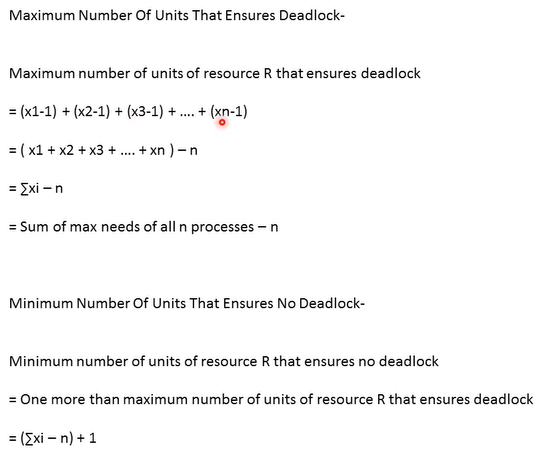 Maximum Number Of Units That Ensures Deadlock-
Maximum number of units of resource R that ensures deadlock
= (x1-1) + (x2-1) + (x3-1) + .... + (xn-1)
= ( x1 + x2 + x3 + .... + xn ) – n
= ∑xi – n
= Sum of max needs of all n processes – n
Minimum Number Of Units That Ensures No Deadlock-
Minimum number of units of resource R that ensures no deadlock
= One more than maximum number of units of resource R that ensures deadlock
= (∑xi – n) + 1